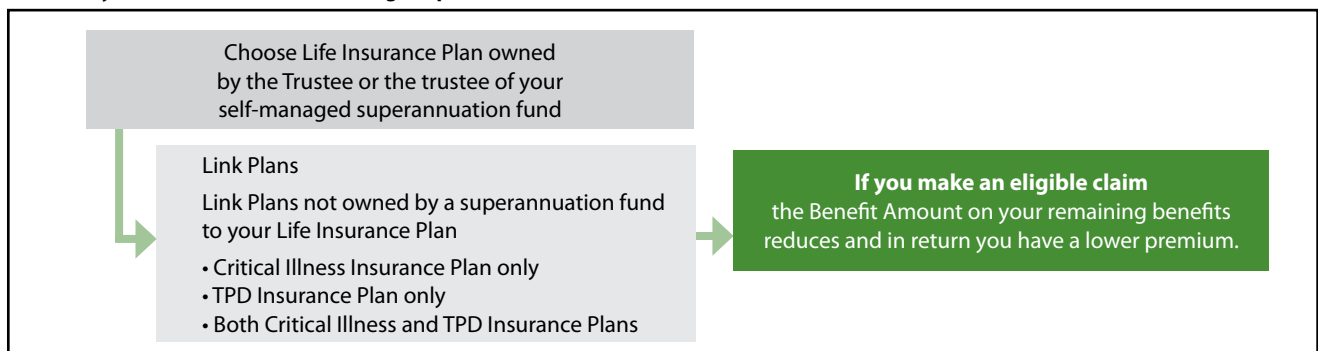 Choose Life Insurance Plan owned
by the Trustee or the trustee of your
self-managed superannuation fund
Link Plans
Link Plans not owned by a superannuation fund
to your Life Insurance Plan
• Critical Illness Insurance Plan only
• TPD Insurance Plan only
• Both Critical Illness and TPD Insurance Plans
If you make an eligible claim
the Benefit Amount on your remaining benefits
reduces and in return you have a lower premium.